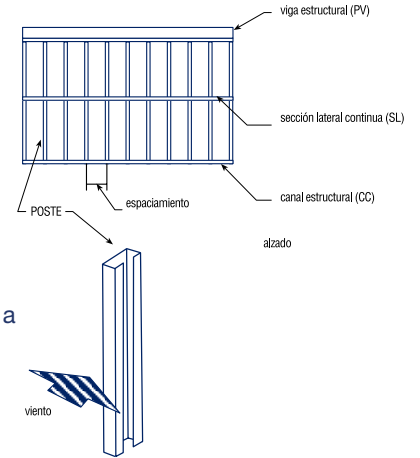 viga estructural (PV)
sección lateral continua (SL)
canal estructural (CC)
espaciamiento
POSTE
alzado
a
viento